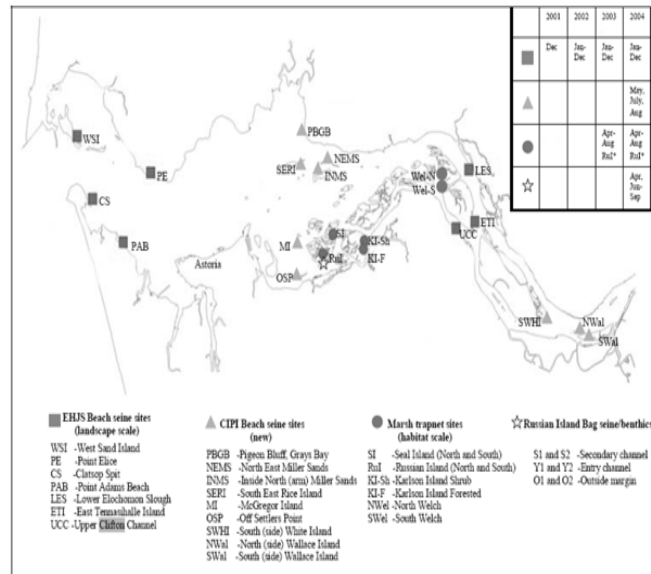 2001 2002 2003 2004
Dec Jan-Dec Jan-Dec Jan-Dec
May, July, Aug
Apr-Aug RuI* Apr-Aug RuI*
Apr, Jun-Sep
WSI
PE
CS
PAB
Astoria
PBGB
NEMS
SERI
INMS
Wel-N
Wel-S
LES
ETI
UCC
SI
MI
KI-Sh
KI-F
RuI
OSP
SWHI
NWal
SWal
EHJS Beach seine sites
(landscape scale)
WSI -West Sand Island
PE -Point Elice
CS -Clatsop Spit
PAB -Point Adams Beach
LES -Lower Elochomon Slough
ETI -East Tennauhalle Island
UCC -Upper Clifton Channel
CIPI Beach seine sites
(new)
PBGB -Pigeon Bluff, Grays Bay
NEMS -North East Miller Sands
INMS -Inside North (arm) Miller Sands
SERI -South East Race Island
MI -McGregor Island
OSP -Off Settlers Point
SWHI -South (side) White Island
NWal -North (side) Wallace Island
SWal -South (side) Wallace Island
Marsh trapnet sites
(habitat scale)
SI -Seal Island (North and South)
RuI -Russian Island (North and South)
KI-Sh -Karlson Island Shrub
KI-F -Karlson Island Forested
NWel -North Welch
SWel -South Welch
Russian Island Bag seine/benthics
S1 and S2 -Secondary channel
Y1 and Y2 -Entry channel
O1 and O2 -Outside margin